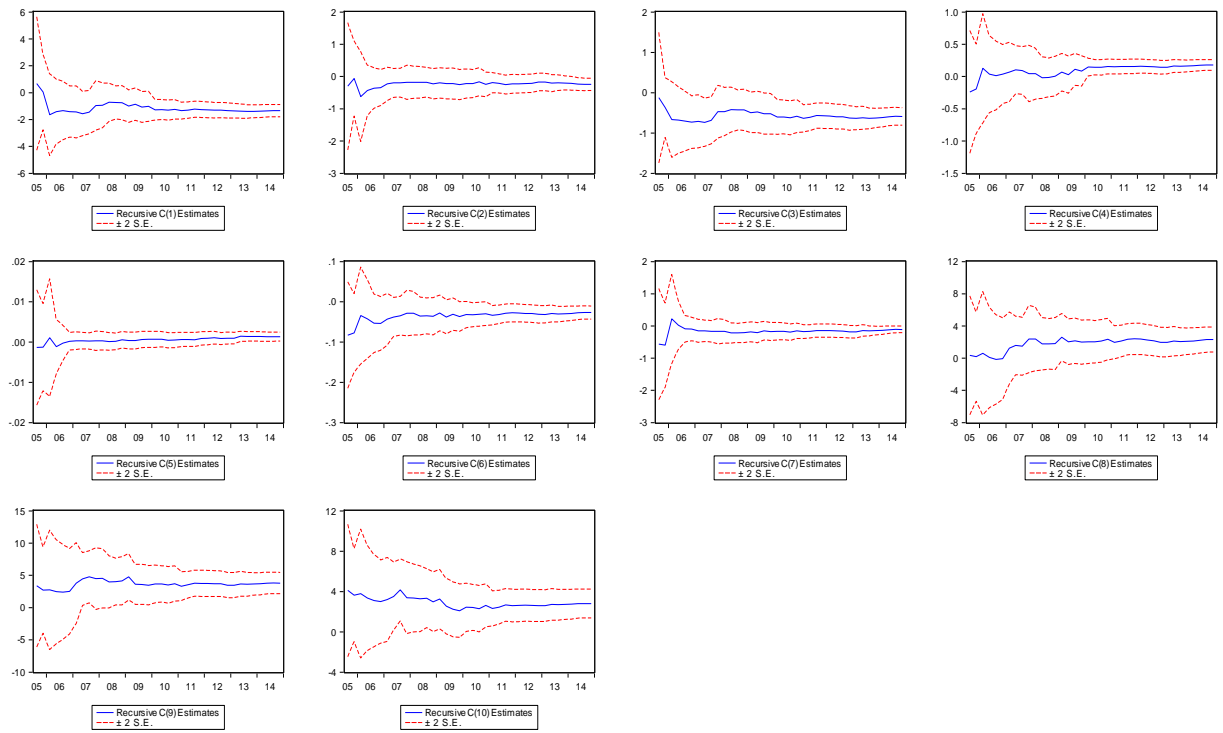 6
4
2
0
-2
-4
-6
05 06 07 08 09 10 11 12 13 14
Recursive C(1) Estimates
± 2 S.E.
2
1
0
-1
-2
-3
05 06 07 08 09 10 11 12 13 14
Recursive C(2) Estimates
± 2 S.E.
2
1
0
-1
-2
05 06 07 08 09 10 11 12 13 14
Recursive C(3) Estimates
± 2 S.E.
1.0
0.5
0.0
-0.5
-1.0
-1.5
05 06 07 08 09 10 11 12 13 14
Recursive C(4) Estimates
± 2 S.E.
.02
.01
.00
-.01
-.02
05 06 07 08 09 10 11 12 13 14
Recursive C(5) Estimates
± 2 S.E.
.1
.0
-.1
-.2
-.3
05 06 07 08 09 10 11 12 13 14
Recursive C(6) Estimates
± 2 S.E.
2
1
0
-1
-2
-3
05 06 07 08 09 10 11 12 13 14
Recursive C(7) Estimates
± 2 S.E.
12
8
4
0
-4
-8
05 06 07 08 09 10 11 12 13 14
Recursive C(8) Estimates
± 2 S.E.
15
10
5
0
-5
-10
05 06 07 08 09 10 11 12 13 14
Recursive C(9) Estimates
± 2 S.E.
12
8
4
0
-4
05 06 07 08 09 10 11 12 13 14
Recursive C(10) Estimates
± 2 S.E.